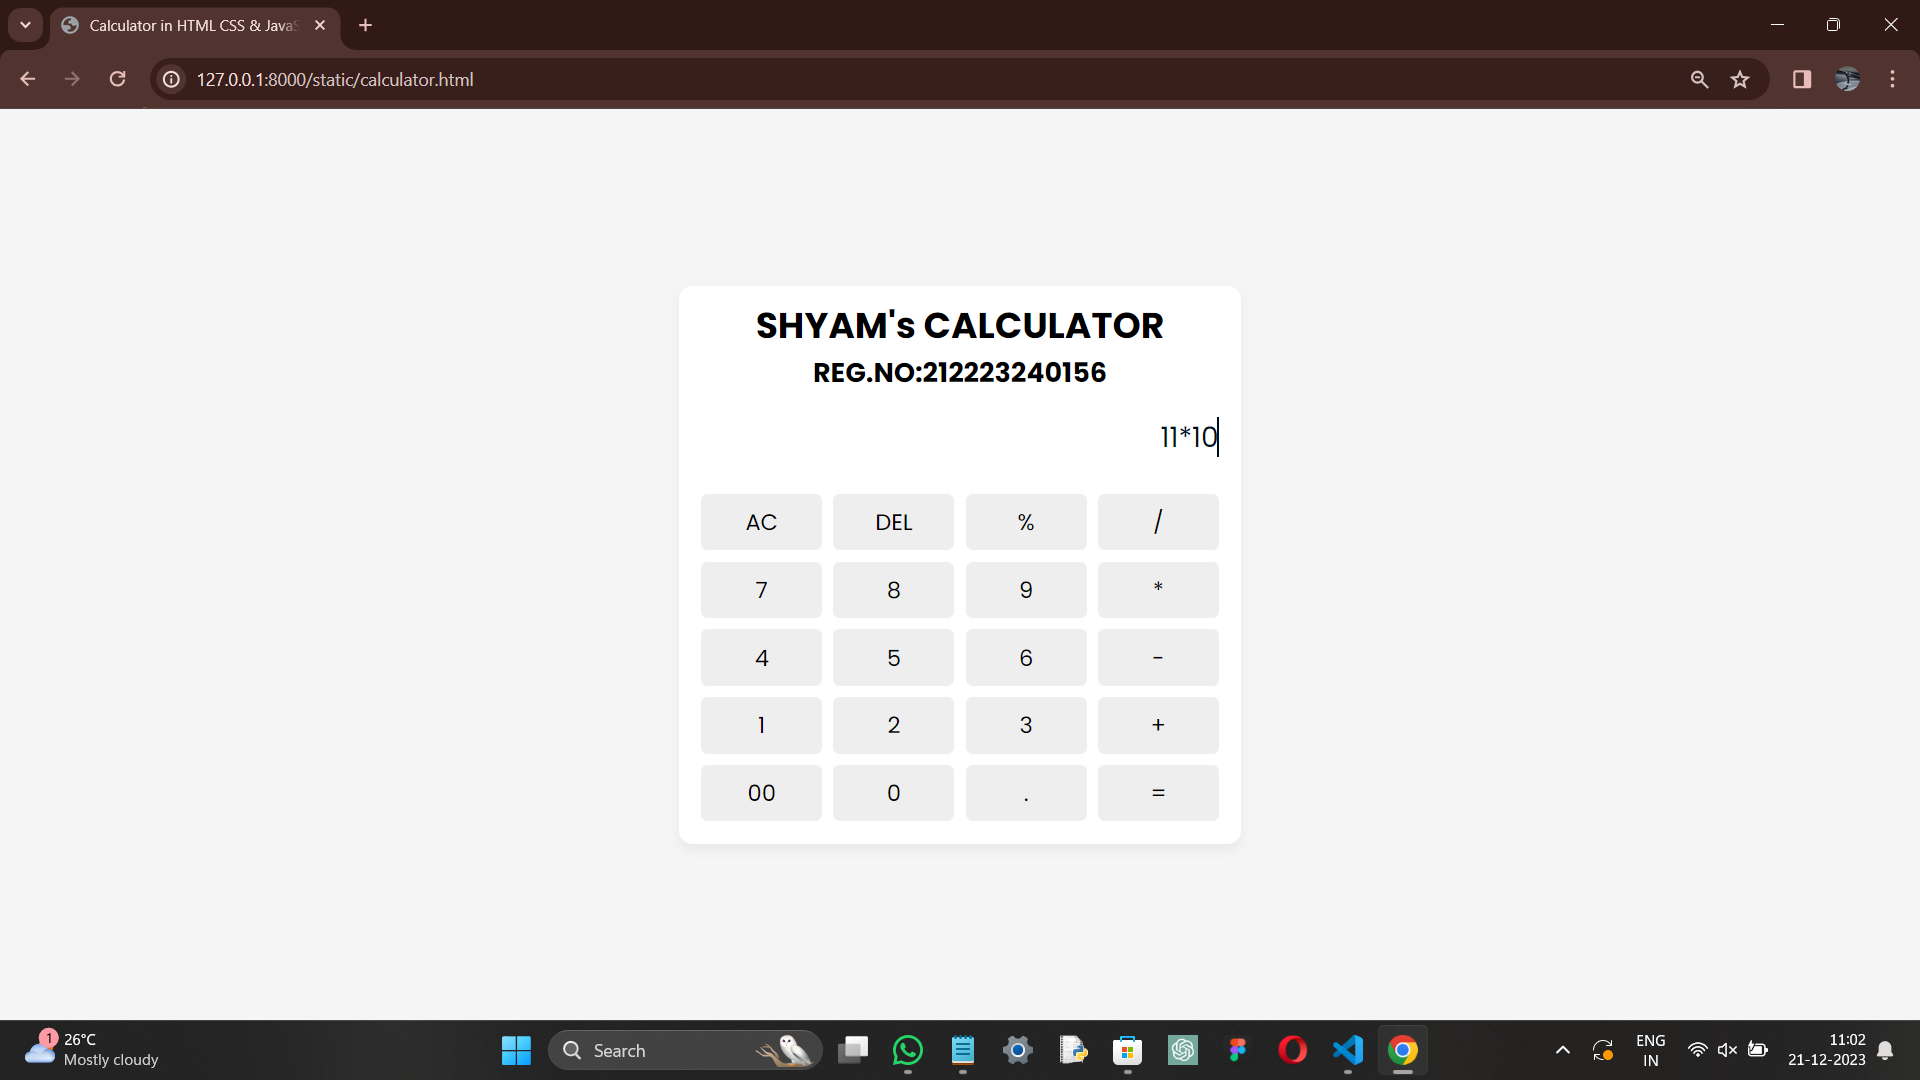 Calculator in HTML CSS & Javas
127.0.0.1:8000/static/calculator.html
SHYAM's CALCULATOR
REG.NO:212223240156
11*10
AC DEL % /
7 8 9 *
4 5 6 -
1 2 3 +
00 0 . =
1
26°C
Mostly cloudy
Search
ENG
IN
11:02
21-12-2023